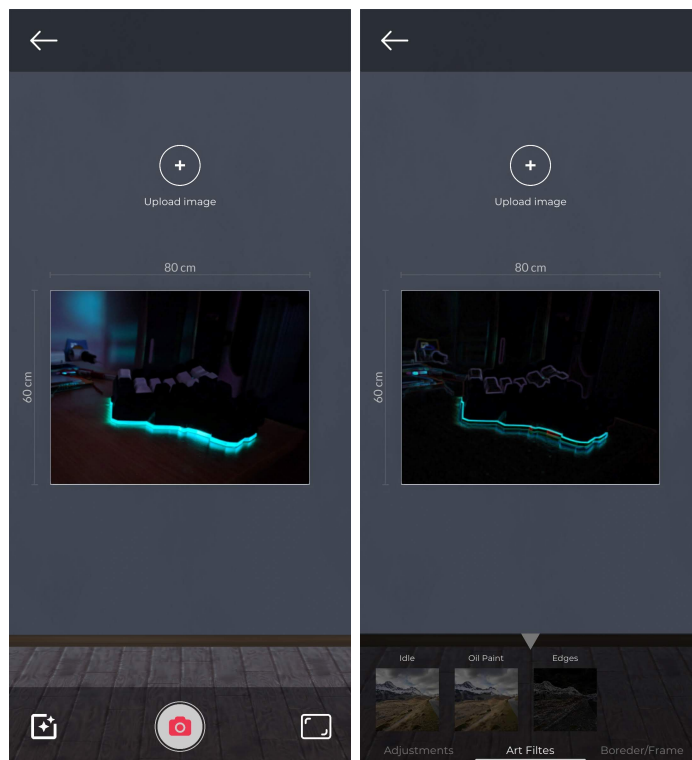 Upload image
80 cm
60 cm
Upload image
80 cm
60 cm
Idle
Oil Paint
Edges
Adjustments
Art Filtes
Boreder/Frame